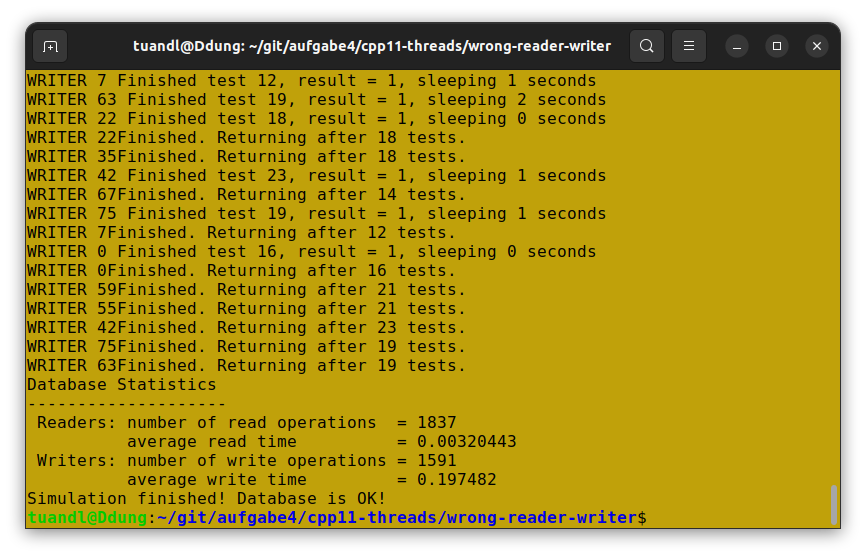 tuandl@Ddung: ~/git/aufgabe4/cpp11-threads/wrong-reader-writer
WRITER 7 Finished test 12, result = 1, sleeping 1 seconds
WRITER 63 Finished test 19, result = 1, sleeping 2 seconds
WRITER 22 Finished test 18, result = 1, sleeping 0 seconds
WRITER 22Finished. Returning after 18 tests.
WRITER 35Finished. Returning after 18 tests.
WRITER 42 Finished test 23, result = 1, sleeping 1 seconds
WRITER 67Finished. Returning after 14 tests.
WRITER 75 Finished test 19, result = 1, sleeping 1 seconds
WRITER 7Finished. Returning after 12 tests.
WRITER 0 Finished test 16, result = 1, sleeping 0 seconds
WRITER 0Finished. Returning after 16 tests.
WRITER 59Finished. Returning after 21 tests.
WRITER 55Finished. Returning after 21 tests.
WRITER 42Finished. Returning after 23 tests.
WRITER 75Finished. Returning after 19 tests.
WRITER 63Finished. Returning after 19 tests.
Database Statistics
--------------------
 Readers: number of read operations  = 1837
          average read time          = 0.00320443
 Writers: number of write operations = 1591
          average write time         = 0.197482
Simulation finished! Database is OK!
tuandl@Ddung:~/git/aufgabe4/cpp11-threads/wrong-reader-writer$